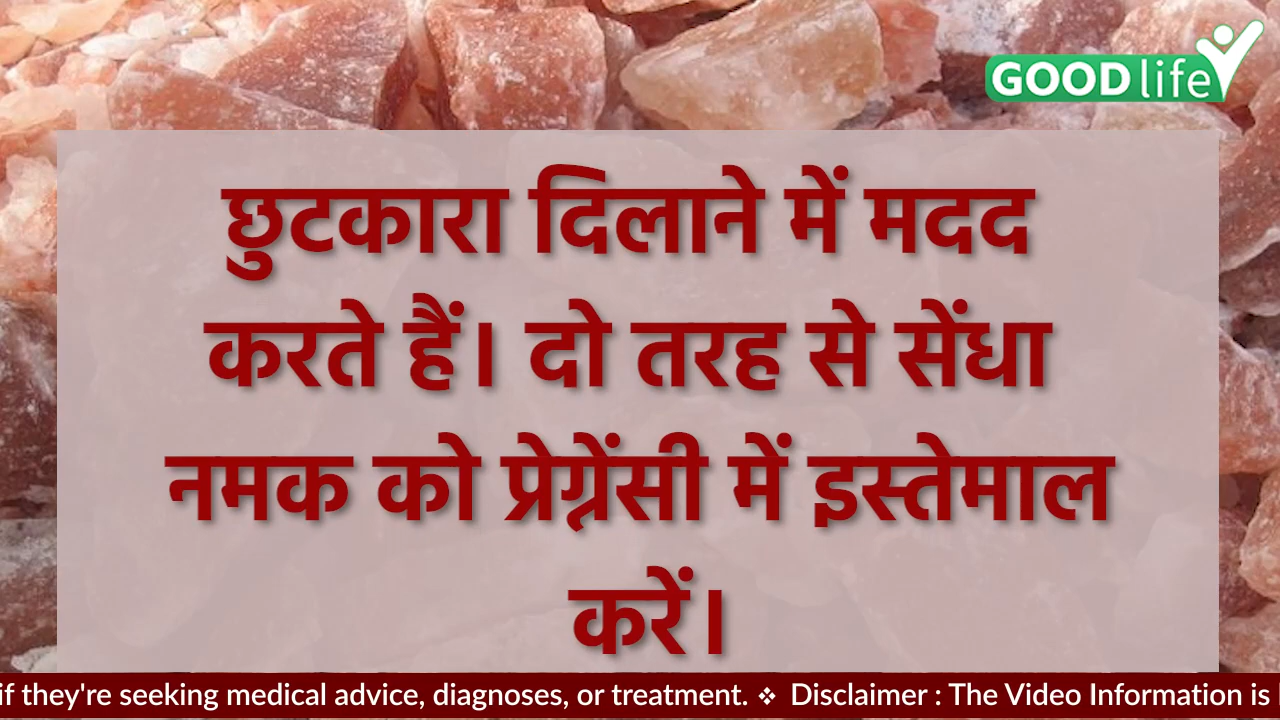 GOOD life
छुटकारा दिलाने में मदद
करते हैं। दो तरह से सेंधा
नमक को प्रेग्नेंसी में इस्तेमाल
करें।
if they're seeking medical advice, diagnoses, or treatment. ❖ Disclaimer : The Video Information is